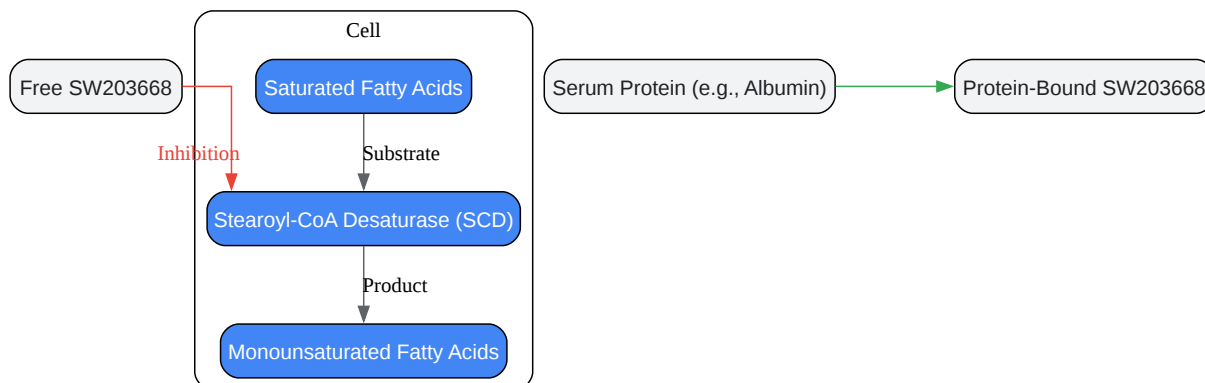 Cell
Free SW203668
Saturated Fatty Acids
Serum Protein (e.g., Albumin)
Protein-Bound SW203668
Inhibition
Substrate
Stearoyl-CoA Desaturase (SCD)
Product
Monounsaturated Fatty Acids